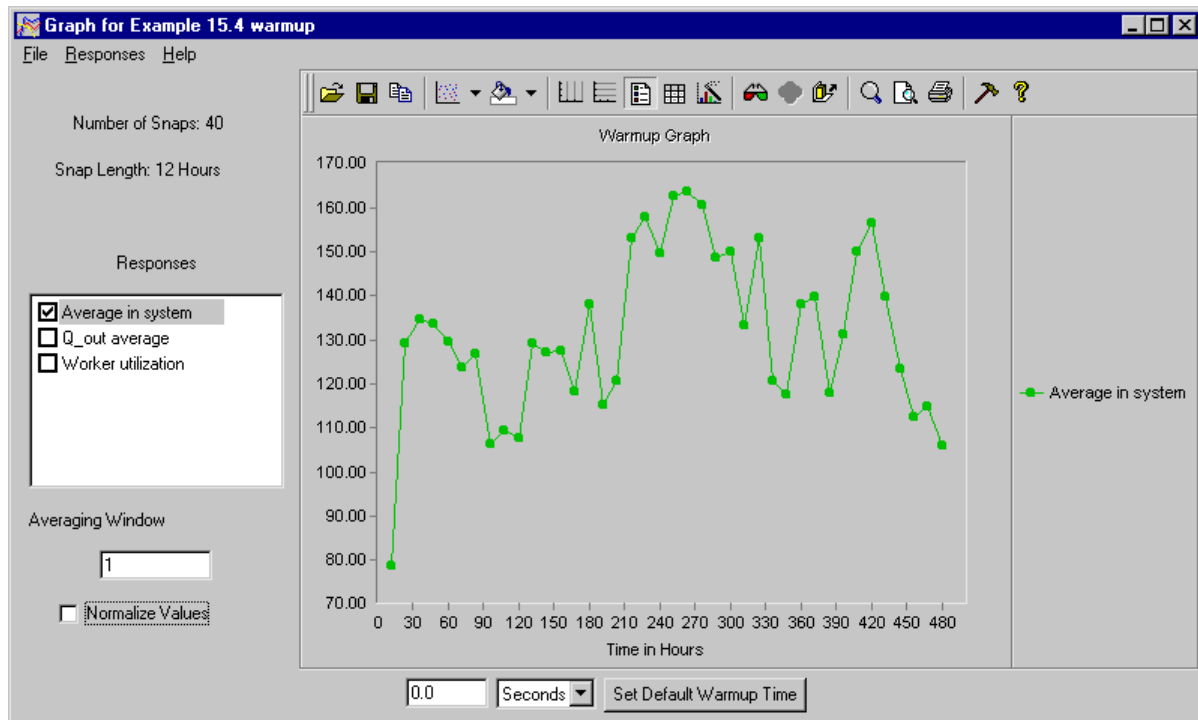 Graph for Example 15.4 warmup
File Responses Help
Number of Snaps: 40
Snap Length: 12 Hours
Responses
Average in system
Q_out average
Worker utilization
Averaging Window
1
Normalize Values
Warmup Graph
170.00
160.00
150.00
140.00
130.00
120.00
110.00
100.00
90.00
80.00
70.00
0 30 60 90 120 150 180 210 240 270 300 330 360 390 420 450 480
Time in Hours
Average in system
0.0 Seconds Set Default Warmup Time